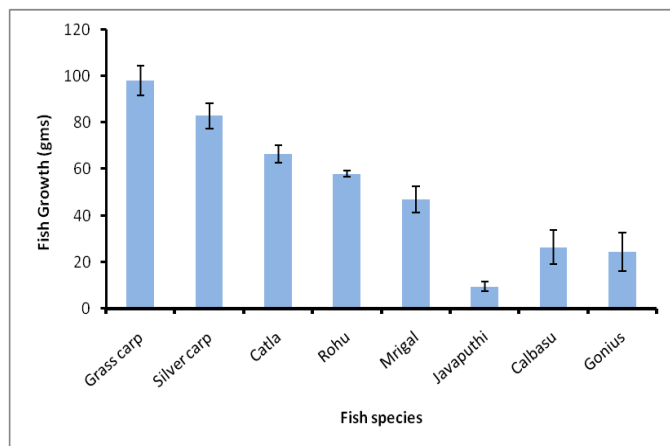 120
100
80
60
40
20
0
Fish Growth (gms)
Grass carp
Silver carp
Catla
Rohu
Mrigal
Javaputhi
Calbasu
Gonius
Fish species